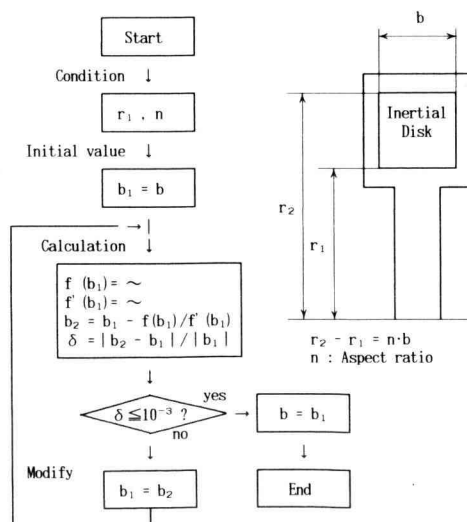 Start
Condition ↓
r₁ , n
Initial value ↓
b₁ = b
→
Calculation ↓
f (b₁)= ~
f' (b₁)= ~
b₂ = b₁ - f(b₁)/f' (b₁)
δ = | b₂ - b₁ | / | b₁ |
↓
δ ≦10⁻³ ?
yes
→
b = b₁
no
↓
↓
Modify
b₁ = b₂
End
b
Inertial
Disk
r₂
r₁
r₂ - r₁ = n·b
n : Aspect ratio